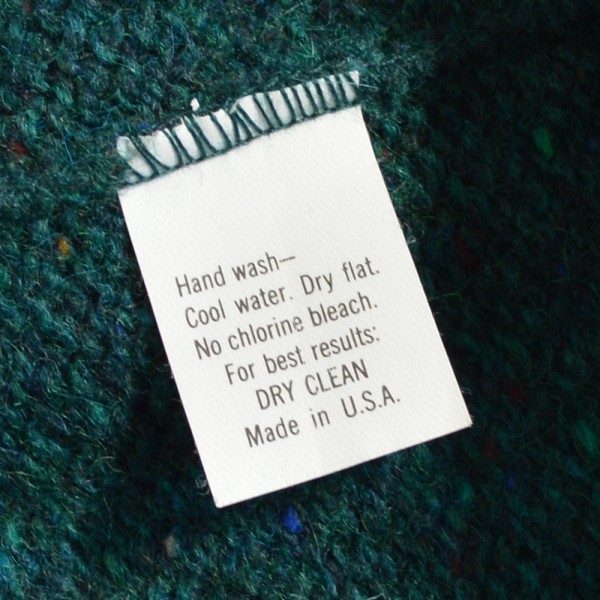 Hand wash—
Cool water. Dry flat.
No chlorine bleach.
For best results:
DRY CLEAN
Made in U.S.A.